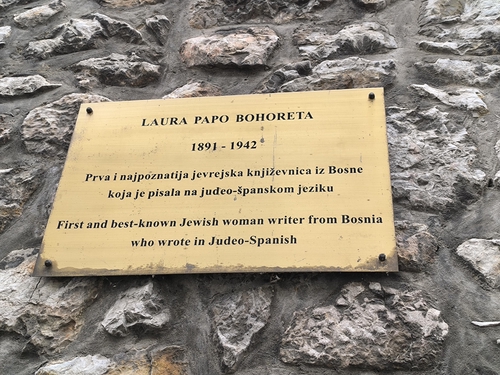 LAURA PAPO BOHORETA
1891 - 1942
Prva i najpoznatija jevrejska književnica iz Bosne
koja je pisala na judeo-španskom jeziku
First and best-known Jewish woman writer from Bosnia
who wrote in Judeo-Spanish